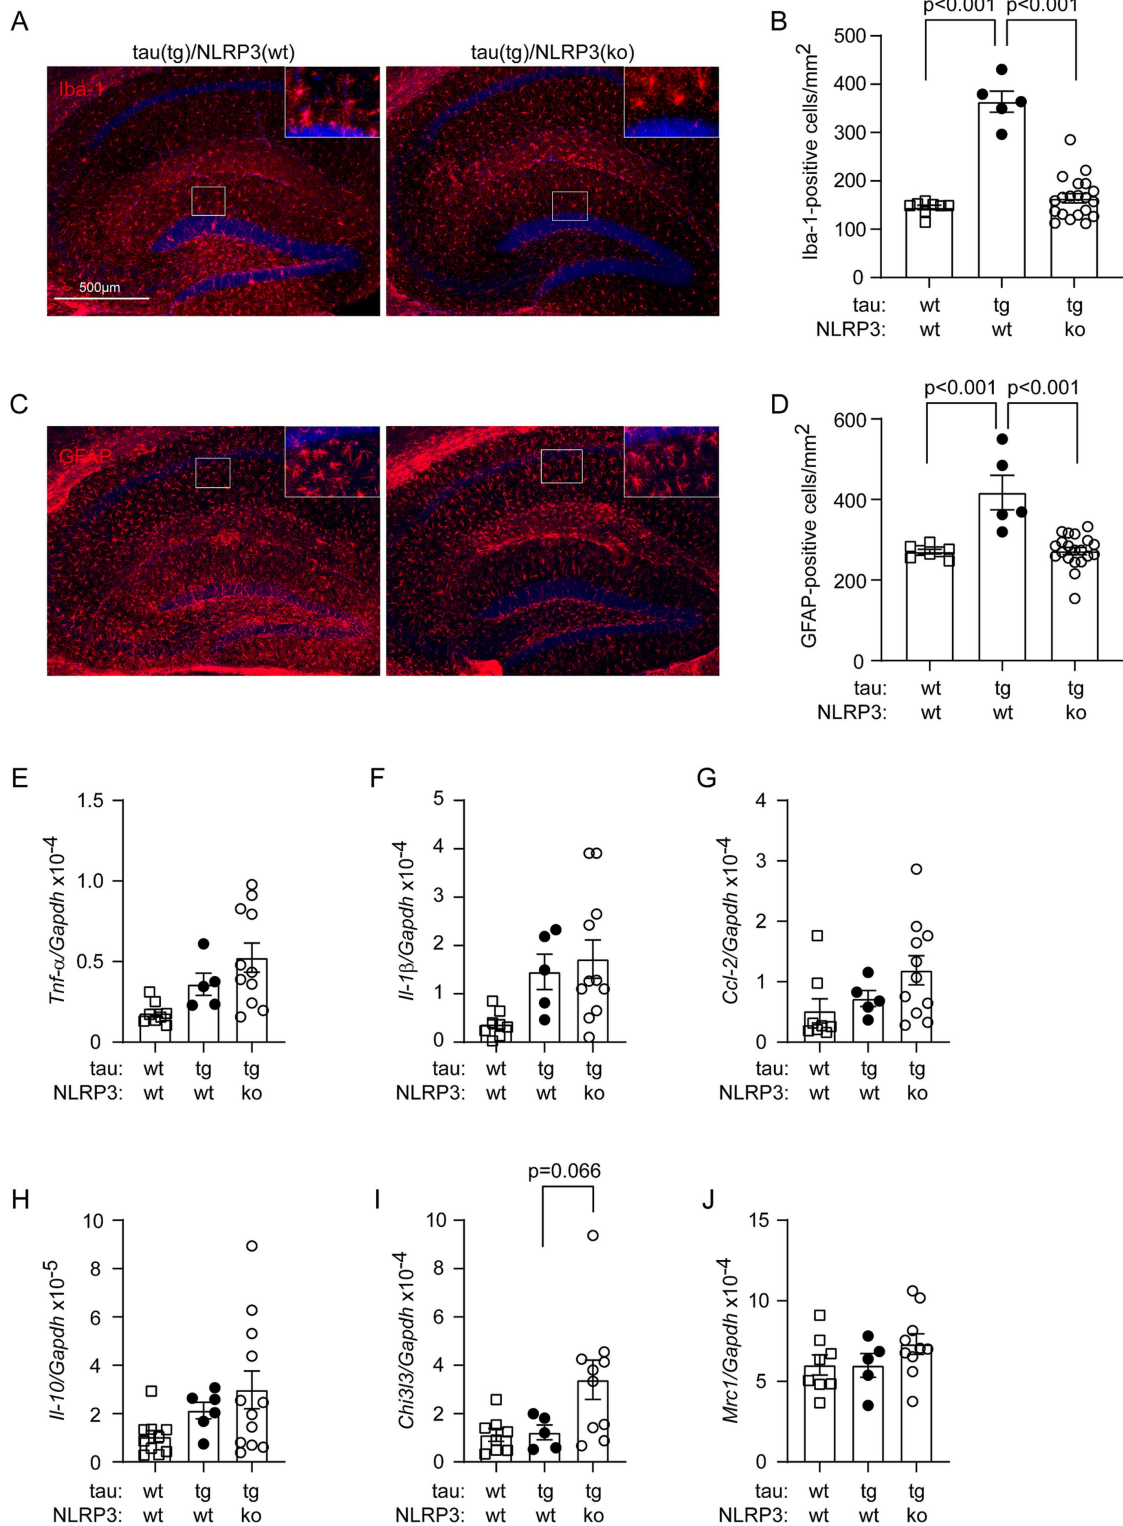 A
tau(tg)/NLRP3(wt)
tau(tg)/NLRP3(ko)
Iba-1
500µm
B
p<0.001 p<0.001
Iba-1-positive cells/mm2
500
400
300
200
100
0
tau: wt tg tg
NLRP3: wt wt ko
C
GFAP
D
p<0.001 p<0.001
GFAP-positive cells/mm2
600
400
200
0
tau: wt tg tg
NLRP3: wt wt ko
E
Tnf-α/Gapdh x10-4
1.5
1.0
0.5
0
tau: wt tg tg
NLRP3: wt wt ko
F
Il-1β/Gapdh x10-4
5
4
3
2
1
0
tau: wt tg tg
NLRP3: wt wt ko
G
Ccl-2/Gapdh x10-4
4
3
2
1
0
tau: wt tg tg
NLRP3: wt wt ko
H
Il-10/Gapdh x10-5
10
8
6
4
2
0
tau: wt tg tg
NLRP3: wt wt ko
I
p=0.066
Chi3l3/Gapdh x10-4
10
8
6
4
2
0
tau: wt tg tg
NLRP3: wt wt ko
J
Mrc1/Gapdh x10-4
15
10
5
0
tau: wt tg tg
NLRP3: wt wt ko